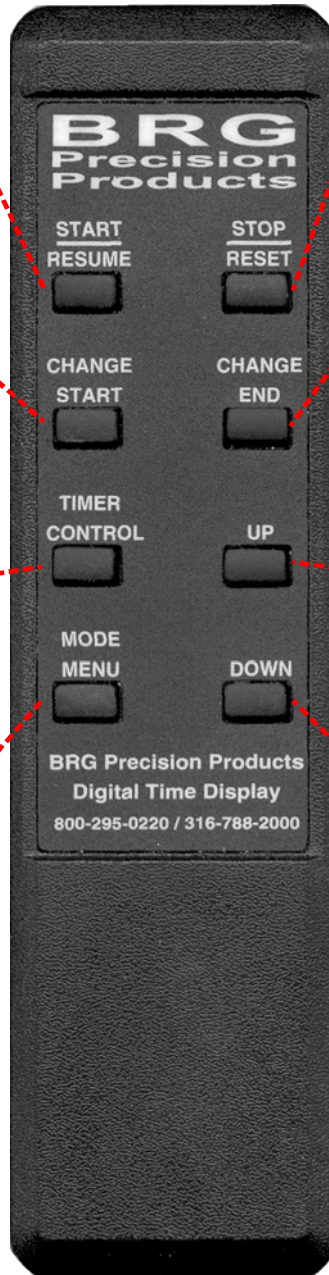 BRG
Precision
Products
START STOP
RESUME RESET
CHANGE CHANGE
START END
TIMER
CONTROL UP
MODE
MENU DOWN
BRG Precision Products
Digital Time Display
800-295-0220 / 316-788-2000